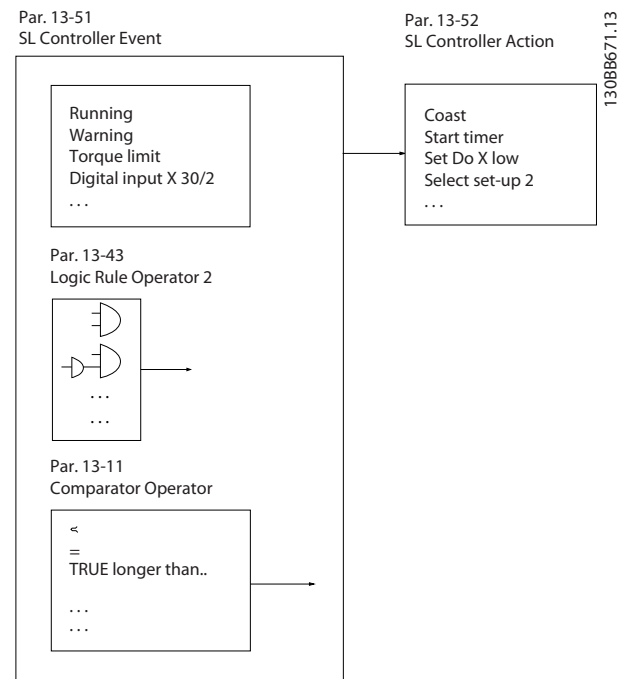 Par. 13-51
SL Controller Event
Par. 13-52
SL Controller Action
130BB671.13
Running
Warning
Torque limit
Digital input X 30/2
. . .
Coast
Start timer
Set Do X low
Select set-up 2
. . .
Par. 13-43
Logic Rule Operator 2
. . .
. . .
Par. 13-11
Comparator Operator
<
=
TRUE longer than..
. . .
. . .